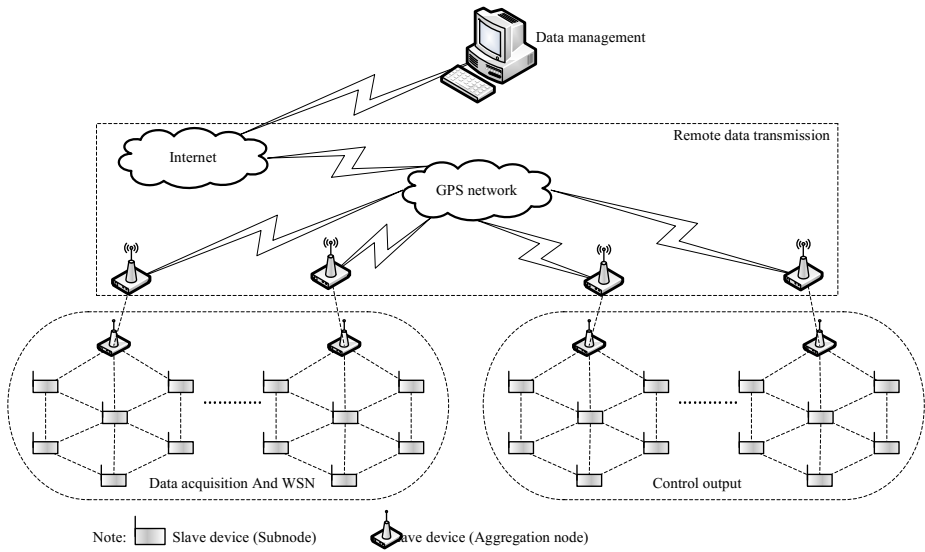 Data management
Remote data transmission
Internet
GPS network
Data acquisition And WSN
Control output
Note: Slave device (Subnode) ave device (Aggregation node)